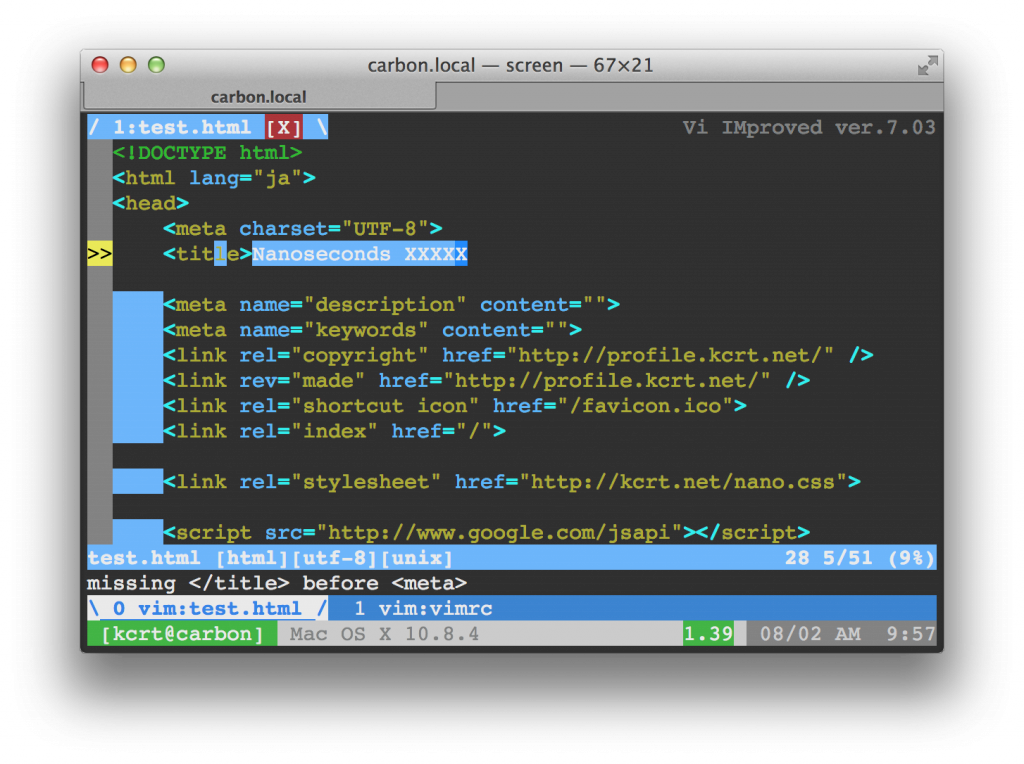 carbon.local — screen — 67×21
carbon.local
/ 1:test.html [X] \ Vi IMproved ver.7.03
<!DOCTYPE html>
<html lang="ja">
<head>
<meta charset="UTF-8">
>> <title>Nanoseconds XXXXX
<meta name="description" content="">
<meta name="keywords" content="">
<link rel="copyright" href="http://profile.kcrt.net/" />
<link rev="made" href="http://profile.kcrt.net/" />
<link rel="shortcut icon" href="/favicon.ico">
<link rel="index" href="/">
<link rel="stylesheet" href="http://kcrt.net/nano.css">
<script src="http://www.google.com/jsapi"></script>
test.html [html][utf-8][unix] 28 5/51 (9%)
missing </title> before <meta>
\ 0 vim:test.html / 1 vim:vimrc
[kcrt@carbon] Mac OS X 10.8.4 1.39 08/02 AM 9:57